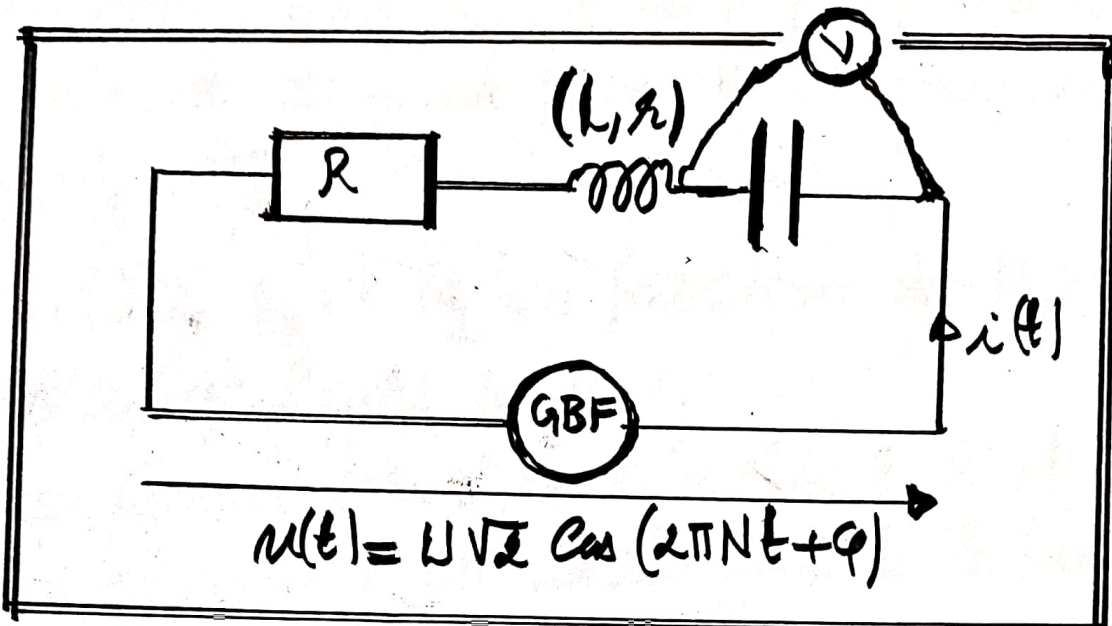 V
(L, r)
R
i(t)
GBF
u(t) = U√2 Cos (2πNt+φ)